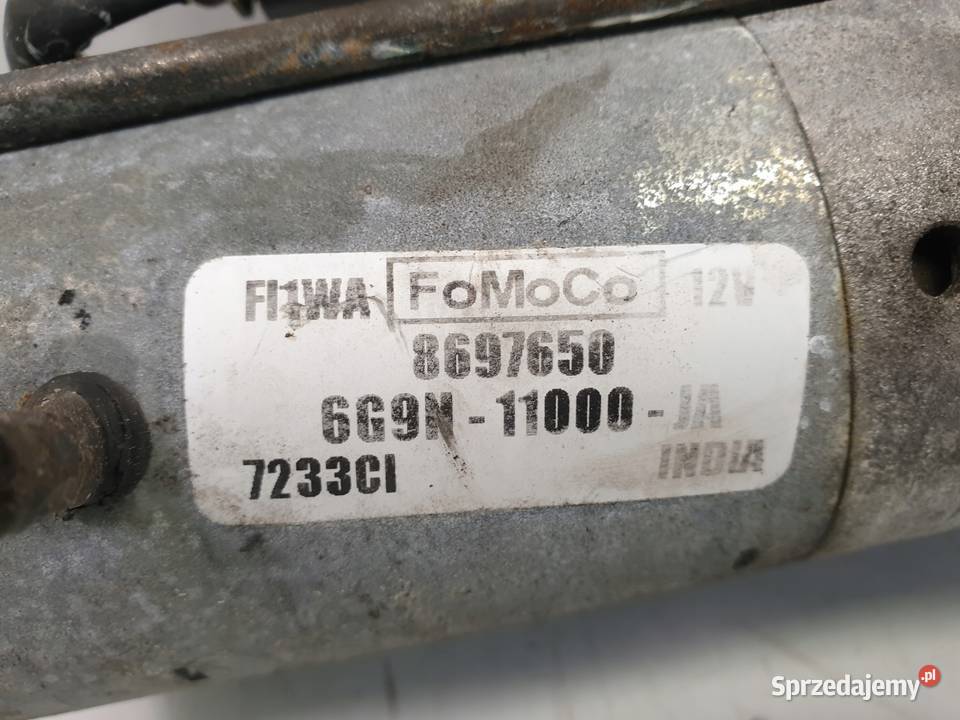 FI1WA FoMoCo 12V
8697650
6G9N-11000-JA
7233CI INDIA
Sprzedajemy.pl